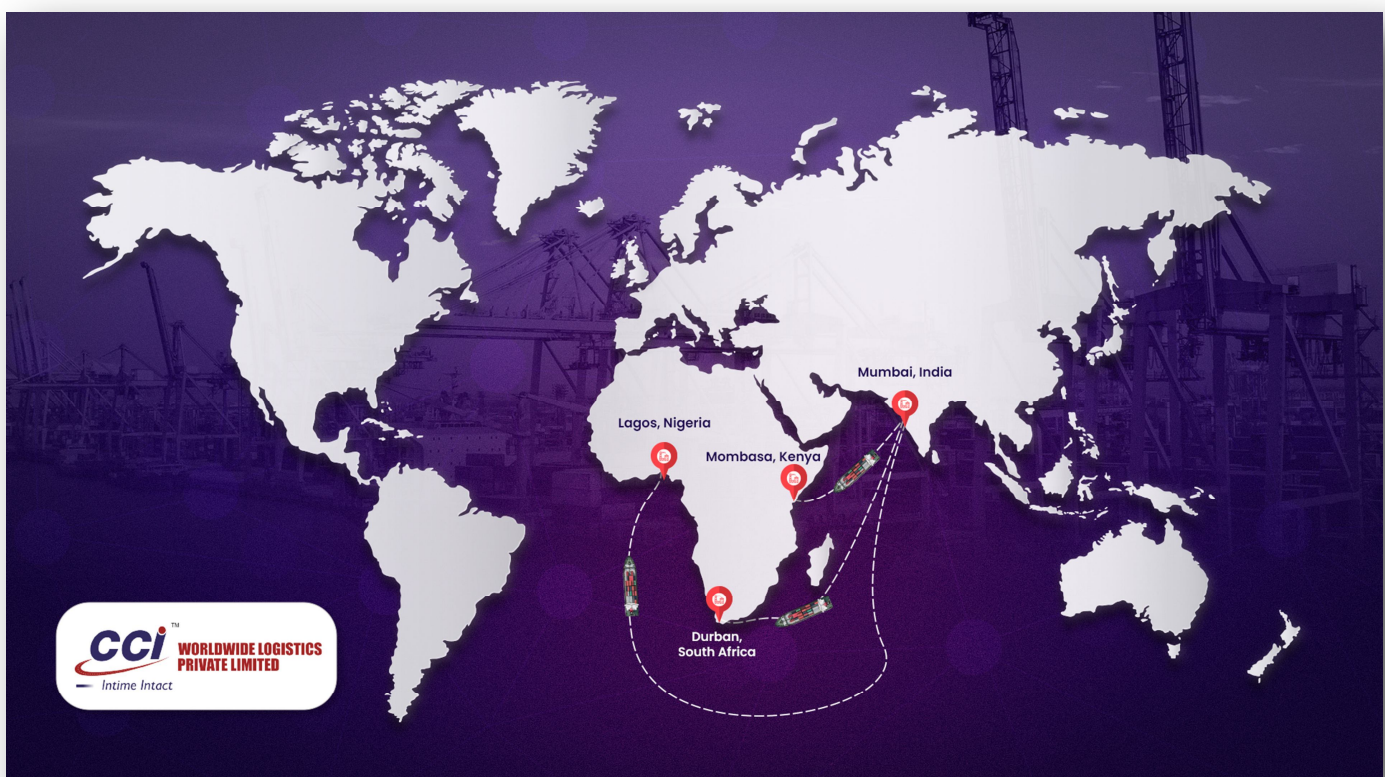 Mumbai, India
Lagos, Nigeria
Mombasa, Kenya
Durban,
South Africa
CCI ™
WORLDWIDE LOGISTICS
PRIVATE LIMITED
Intime Intact